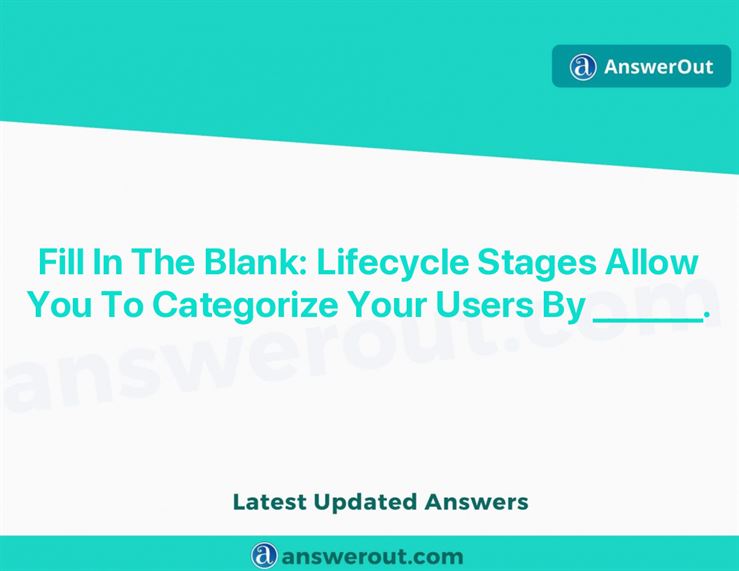 AnswerOut
Fill In The Blank: Lifecycle Stages Allow
You To Categorize Your Users By ______.
answerout.com
Latest Updated Answers
answerout.com